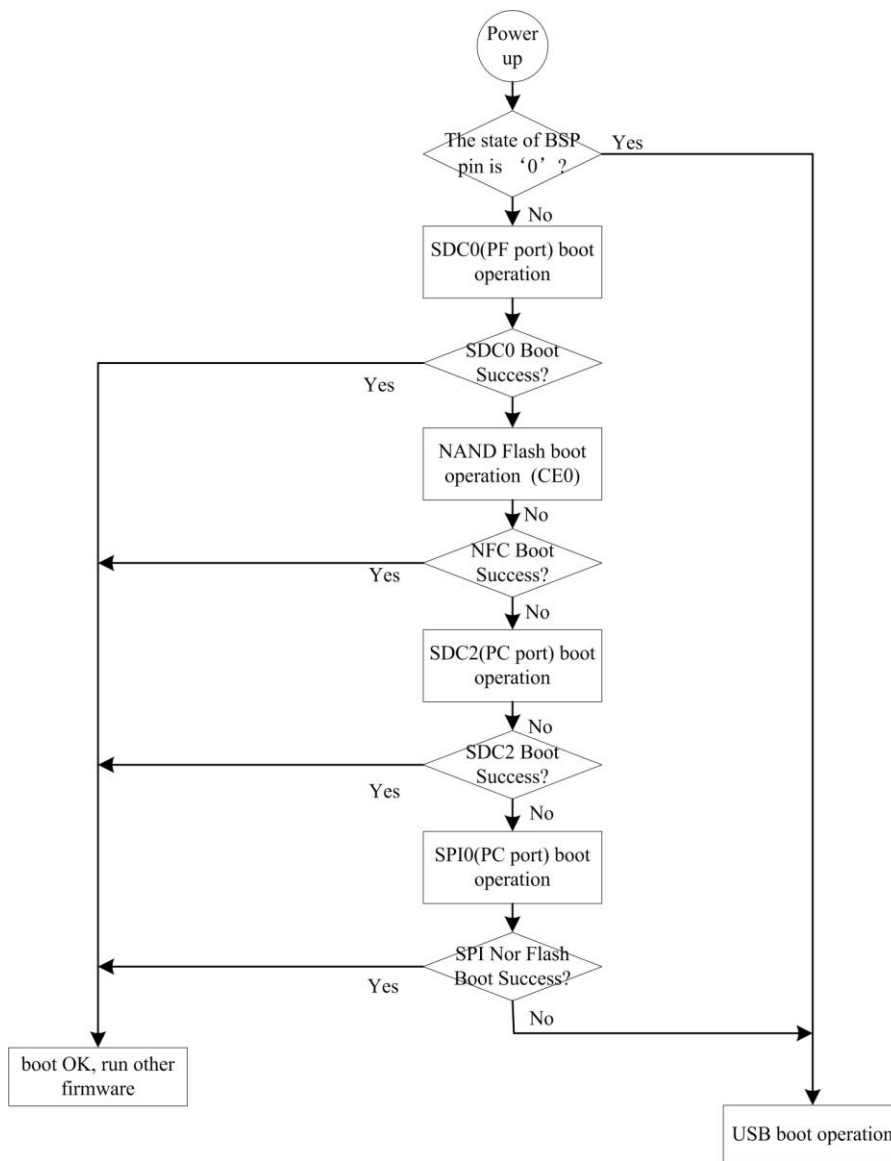 Power
up
The state of BSP
pin is ‘0’?
Yes
No
SDC0(PF port) boot
operation
SDC0 Boot
Success?
Yes
NAND Flash boot
operation (CE0)
No
NFC Boot
Success?
Yes
No
SDC2(PC port) boot
operation
No
SDC2 Boot
Success?
Yes
No
SPI0(PC port) boot
operation
SPI Nor Flash
Boot Success?
Yes
No
boot OK, run other
firmware
USB boot operation